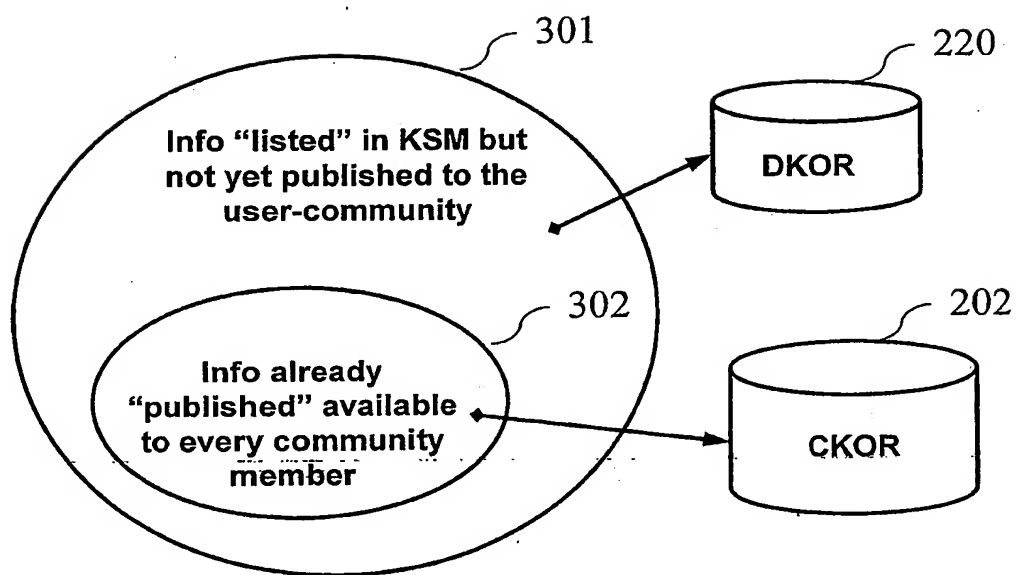 301
220
Info “listed” in KSM but
not yet published to the
user-community
DKOR
302
202
Info already
“published” available
to every community
member
CKOR